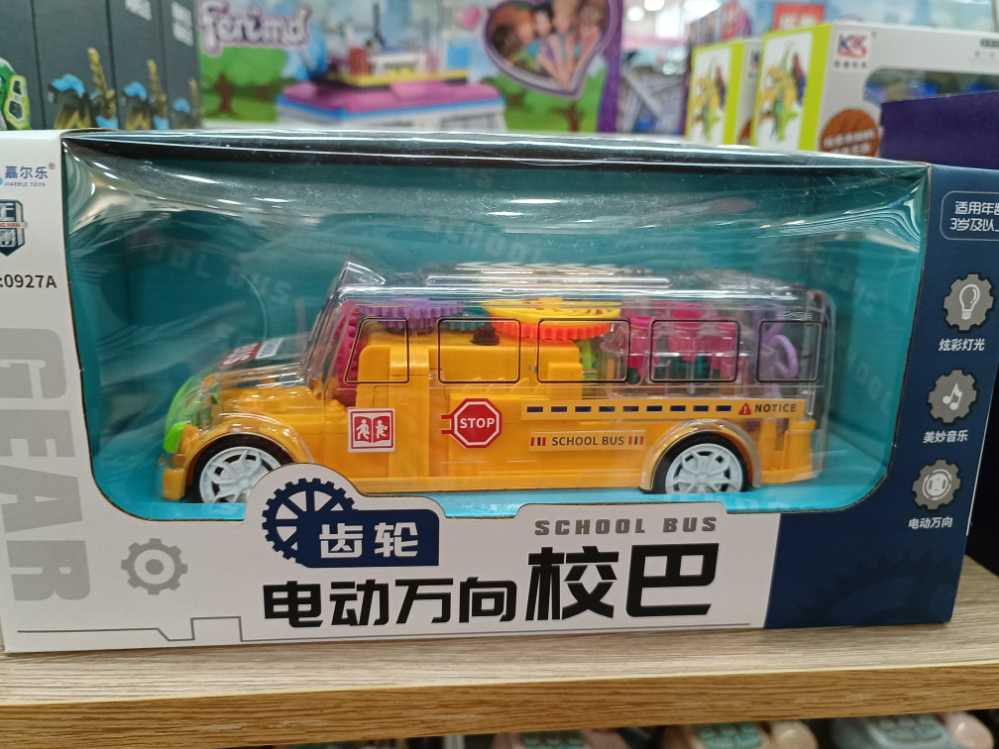 嘉尔乐
:0927A
GEAR
SCHOOL BUS
适用年龄
3岁及以上
炫彩灯光
美妙音乐
电动万向
STOP
NOTICE
SCHOOL BUS
齿轮
SCHOOL BUS
电动万向校巴